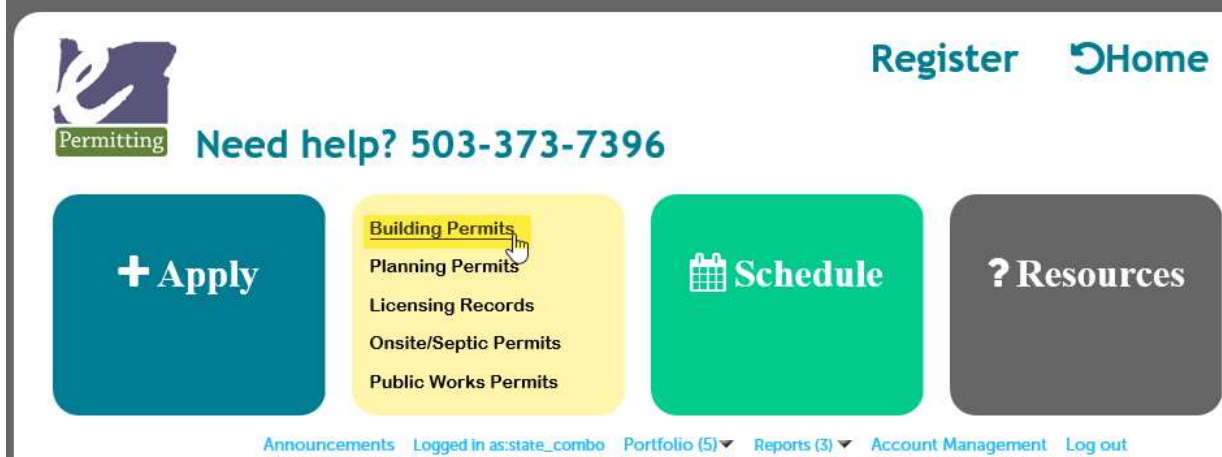 Register Home
e
Permitting
Need help? 503-373-7396
Building Permits
Planning Permits
Licensing Records
Onsite/Septic Permits
Public Works Permits
+ Apply
Schedule
? Resources
Announcements Logged in as:state_combo Portfolio (5) Reports (3) Account Management Log out